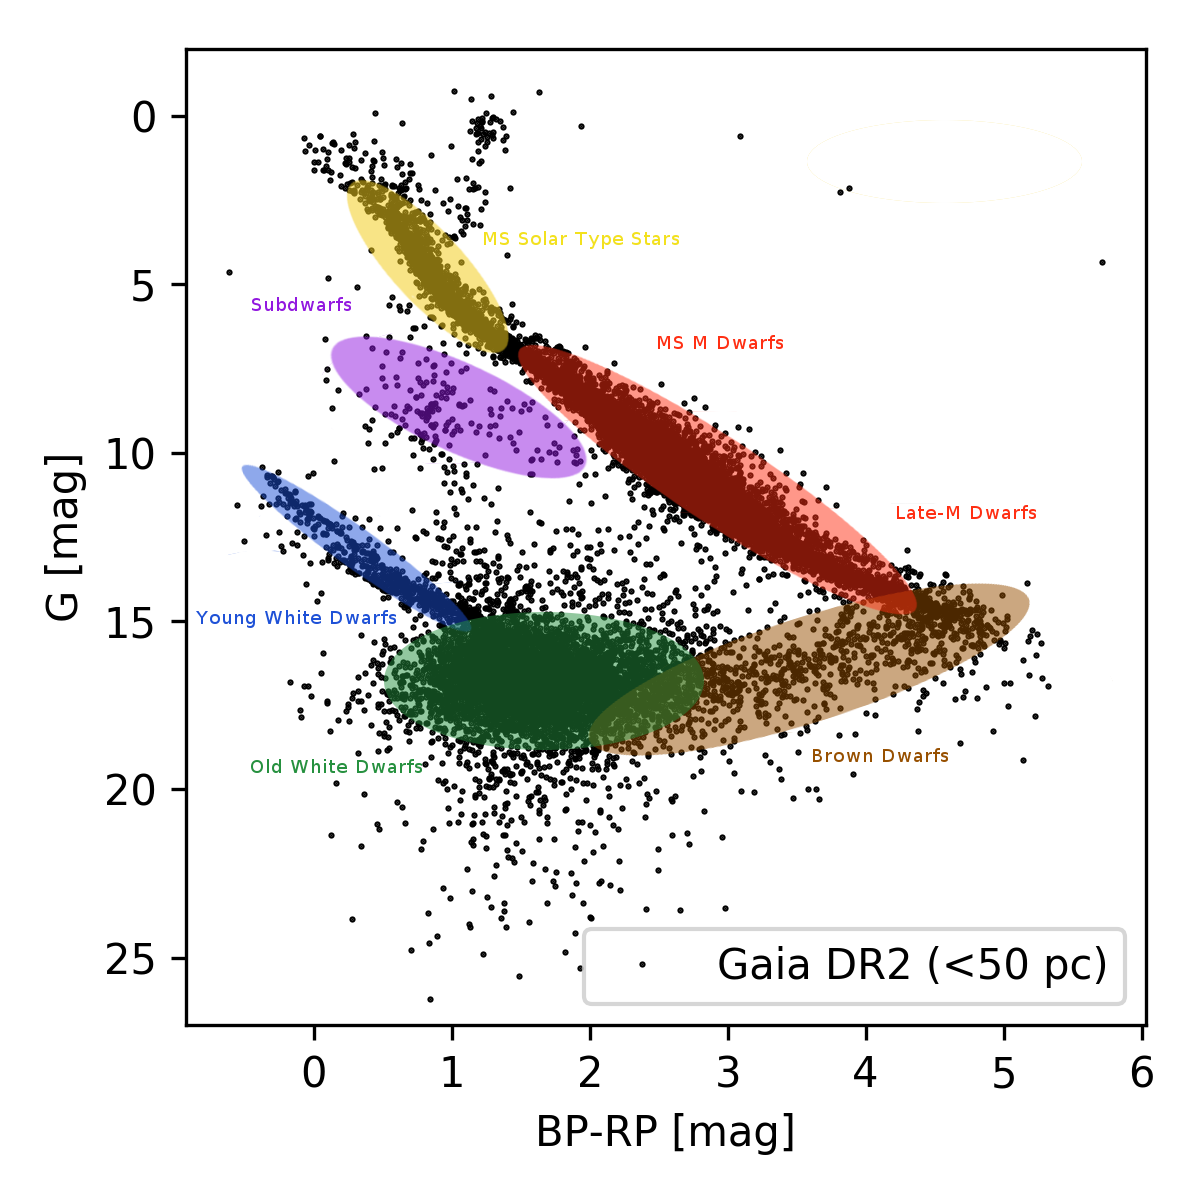 0
5
10
15
20
25
G [mag]
MS Solar Type Stars
Subdwarfs
MS M Dwarfs
Late-M Dwarfs
Young White Dwarfs
Old White Dwarfs
Brown Dwarfs
Gaia DR2 (<50 pc)
0 1 2 3 4 5 6
BP-RP [mag]